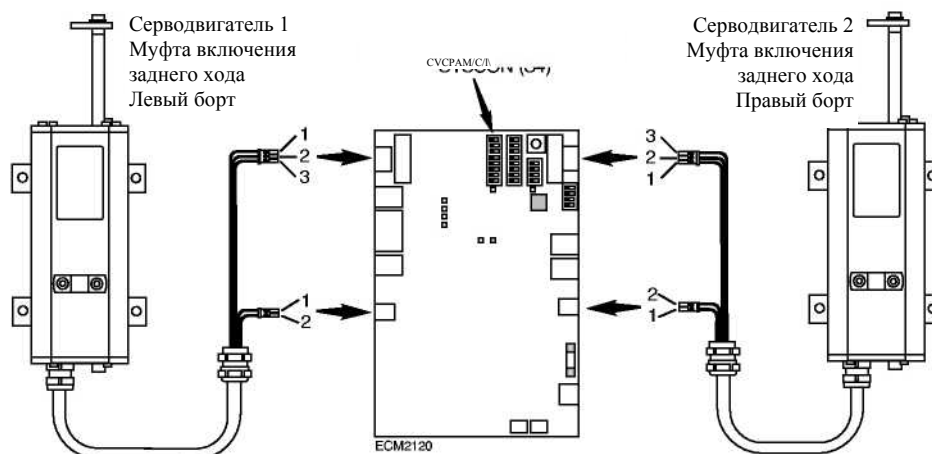 Серводвигатель 1
Муфта включения
заднего хода
Левый борт
Серводвигатель 2
Муфта включения
заднего хода
Правый борт
1
2
3
1
2
3
2
1
2
1
ECM2120